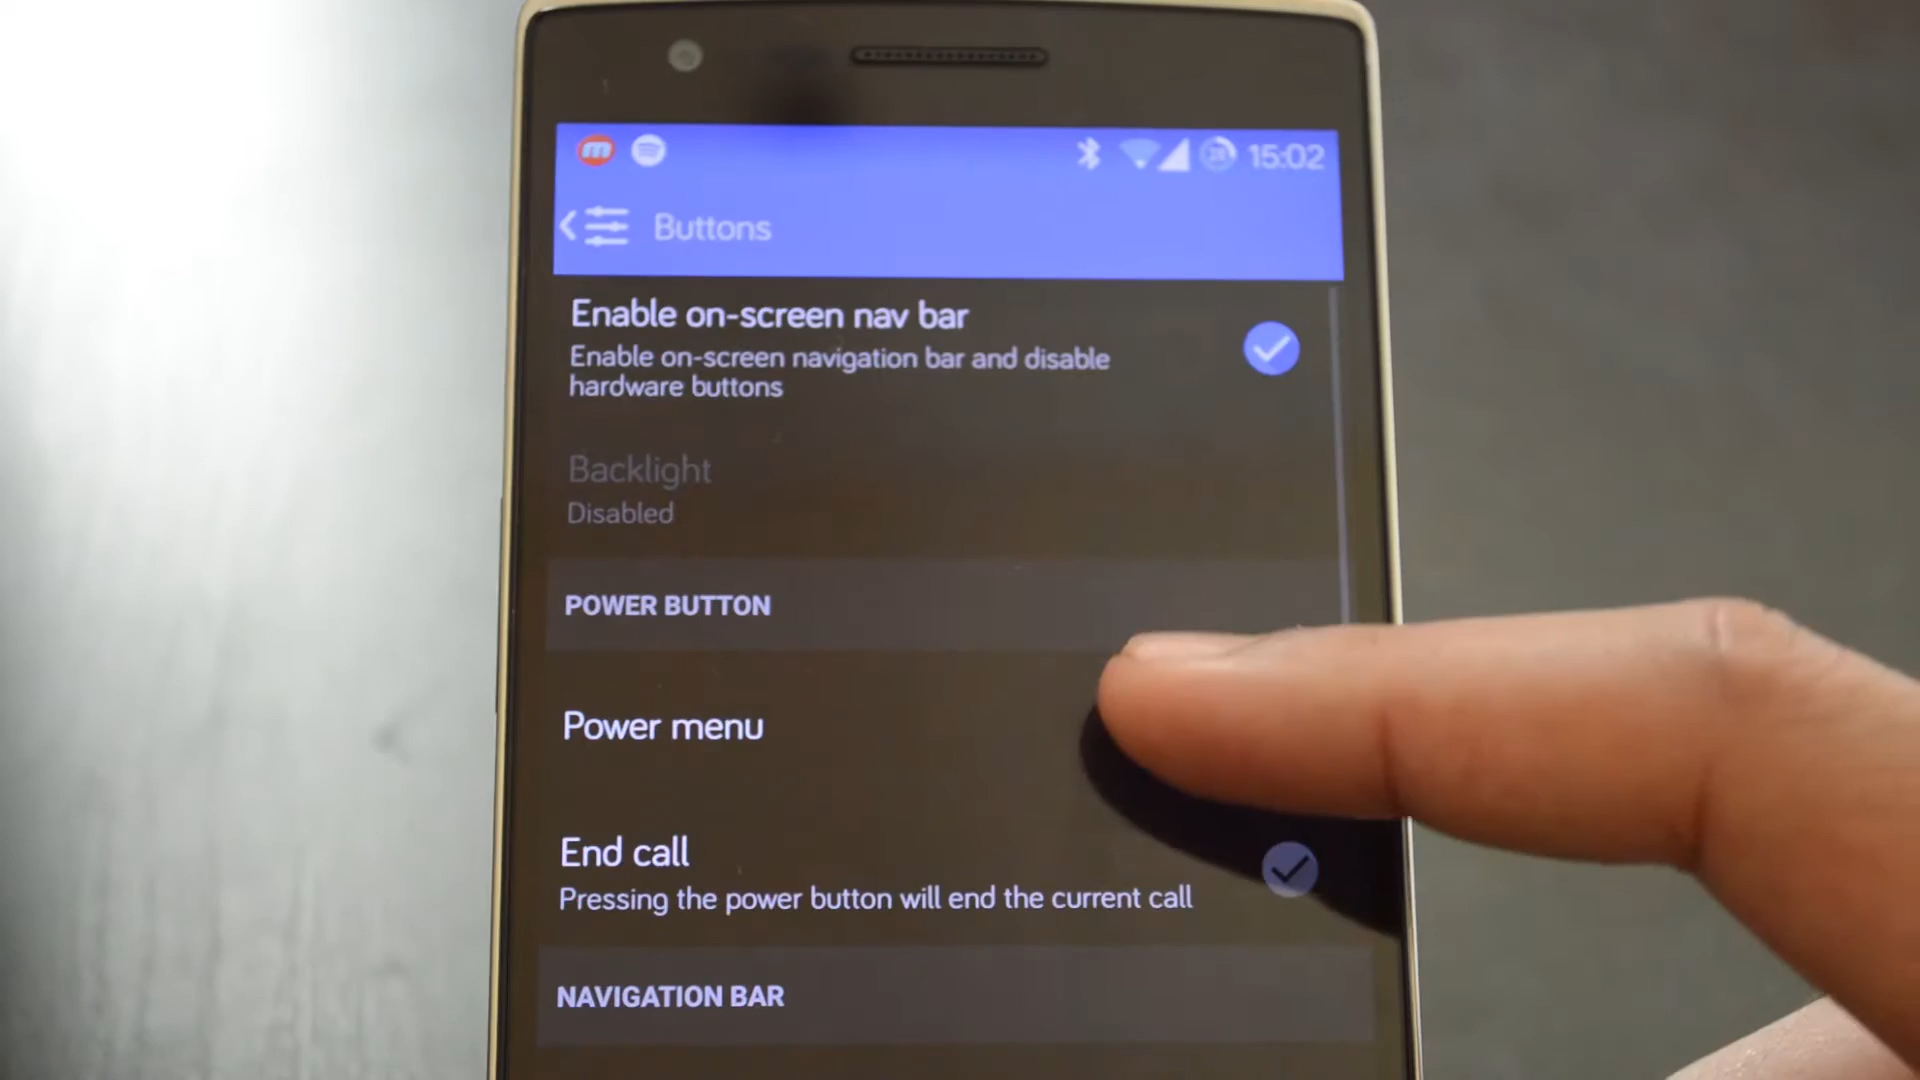 15:02
Buttons
Enable on-screen nav bar
Enable on-screen navigation bar and disable
hardware buttons
Backlight
Disabled
POWER BUTTON
Power menu
End call
Pressing the power button will end the current call
NAVIGATION BAR